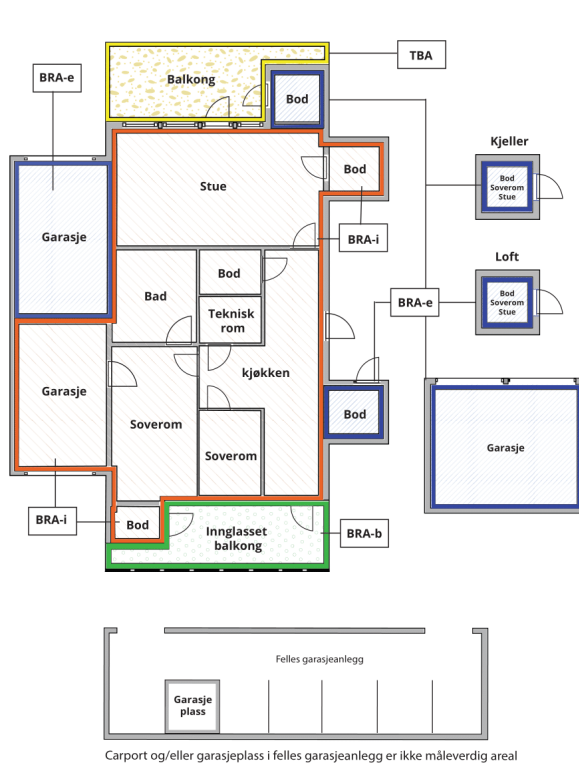 TBA
BRA-e
Balkong
Bod
Kjeller
Bod
Soverom
Stue
Stue
Bod
Garasje
BRA-i
Loft
Bod
Soverom
Stue
Bad
Bod
Teknisk
rom
BRA-e
kjøkken
Garasje
Bod
Soverom
Soverom
Garasje
BRA-i
Bod
Innglasset
balkong
BRA-b
Felles garasjeanlegg
Garasje
plass
Carport og/eller garasjeplass i felles garasjeanlegg er ikke måleverdig areal